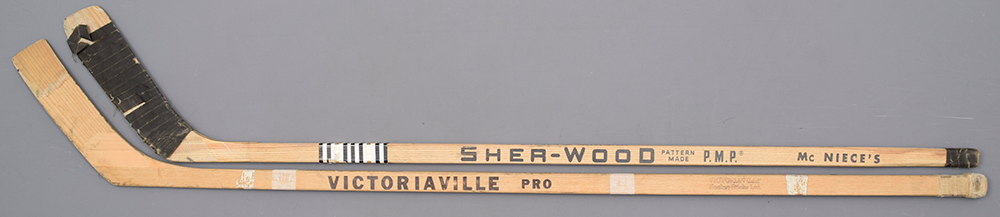 SHER-WOOD PATTERN MADE P.M.P.® MC NIECE'S
VICTORIAVILLE PRO